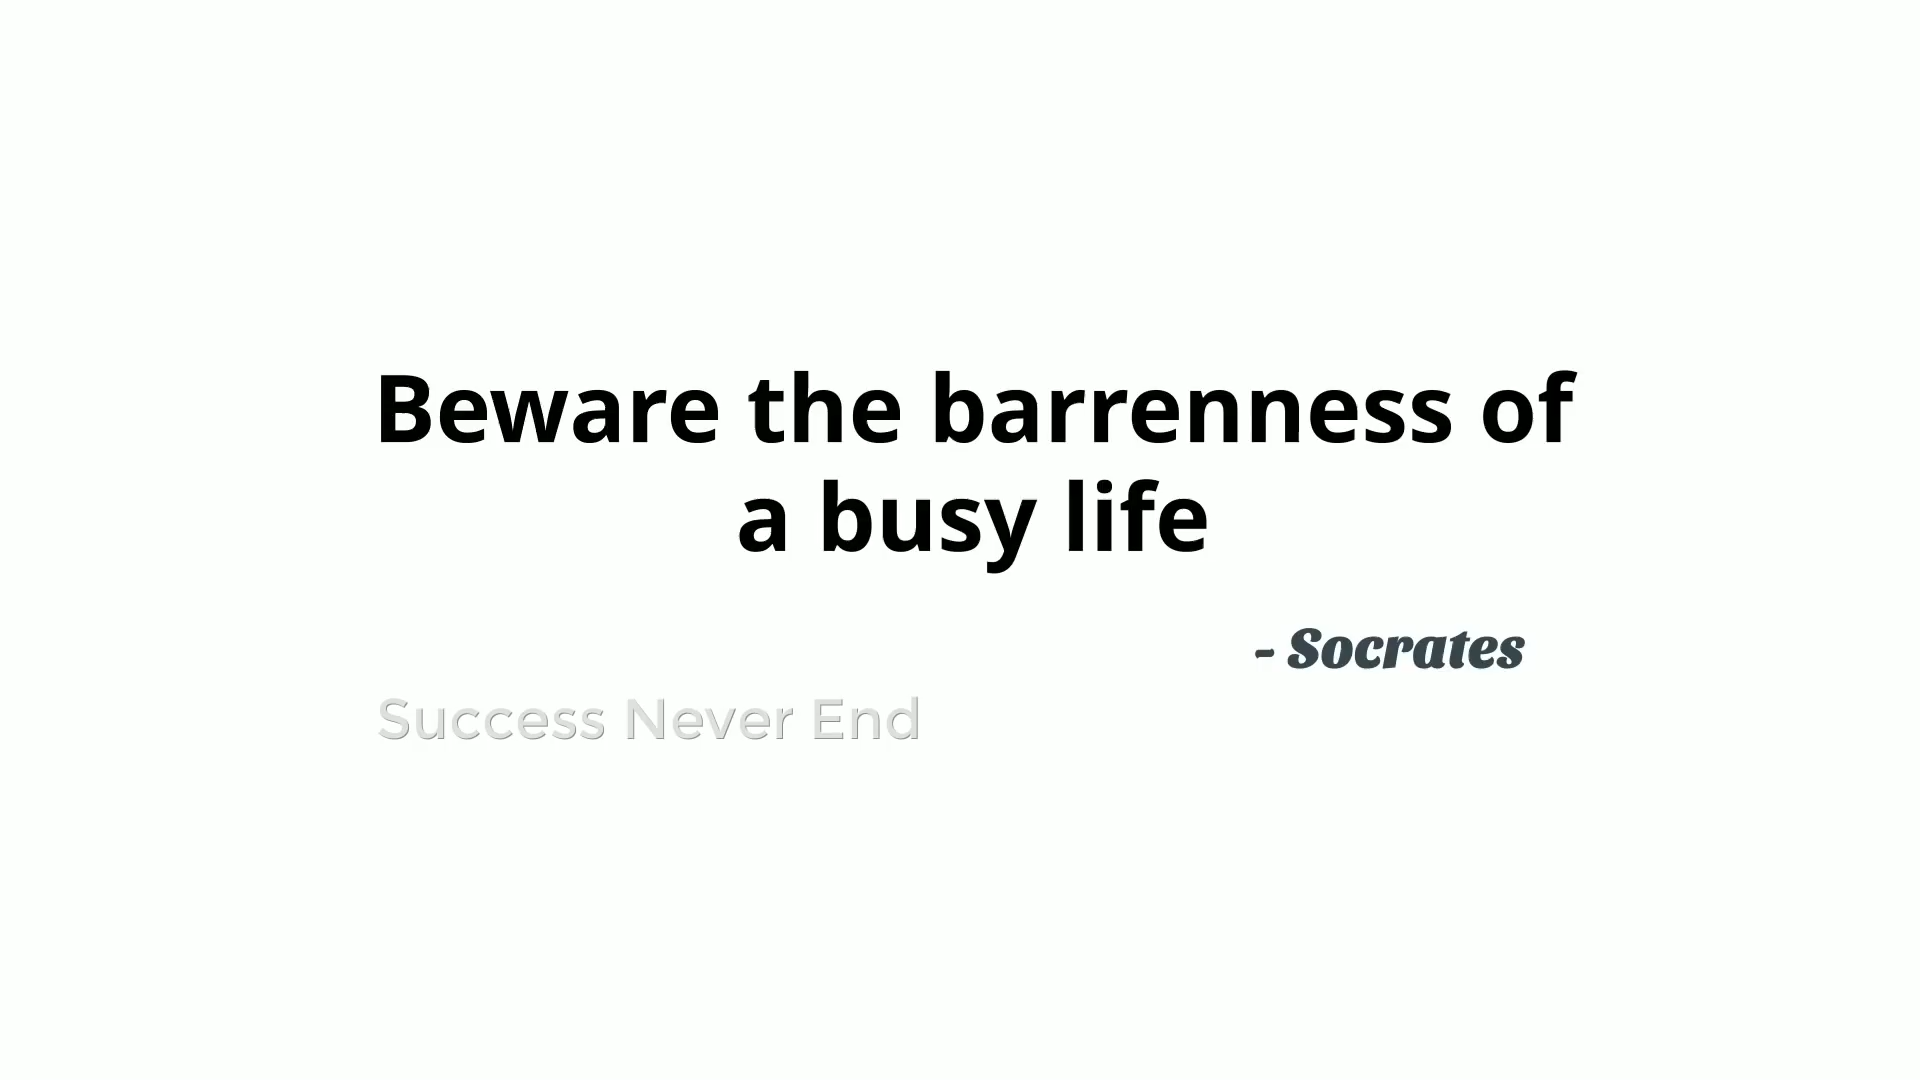 Beware the barrenness of
a busy life
- Socrates
Success Never End